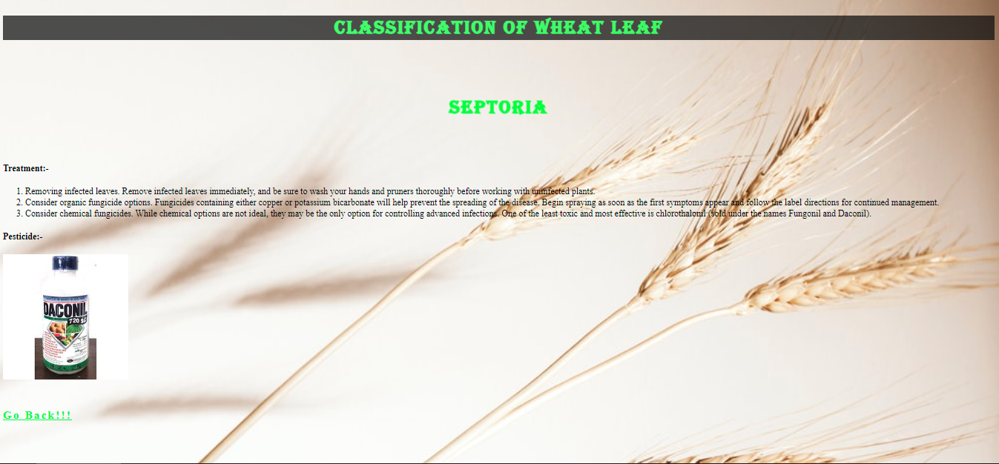 CLASSIFICATION OF WHEAT LEAF
SEPTORIA
Treatment:-
1. Removing infected leaves. Remove infected leaves immediately, and be sure to wash your hands and pruners thoroughly before working with uninfected plants.
2. Consider organic fungicide options. Fungicides containing either copper or potassium bicarbonate will help prevent the spreading of the disease. Begin spraying as soon as the first symptoms appear and follow the label directions for continued management.
3. Consider chemical fungicides. While chemical options are not ideal, they may be the only option for controlling advanced infections. One of the least toxic and most effective is chlorothalonil (sold under the names Fungonil and Daconil).
Pesticide:-
DACONIL
720 SC
Go Back!!!